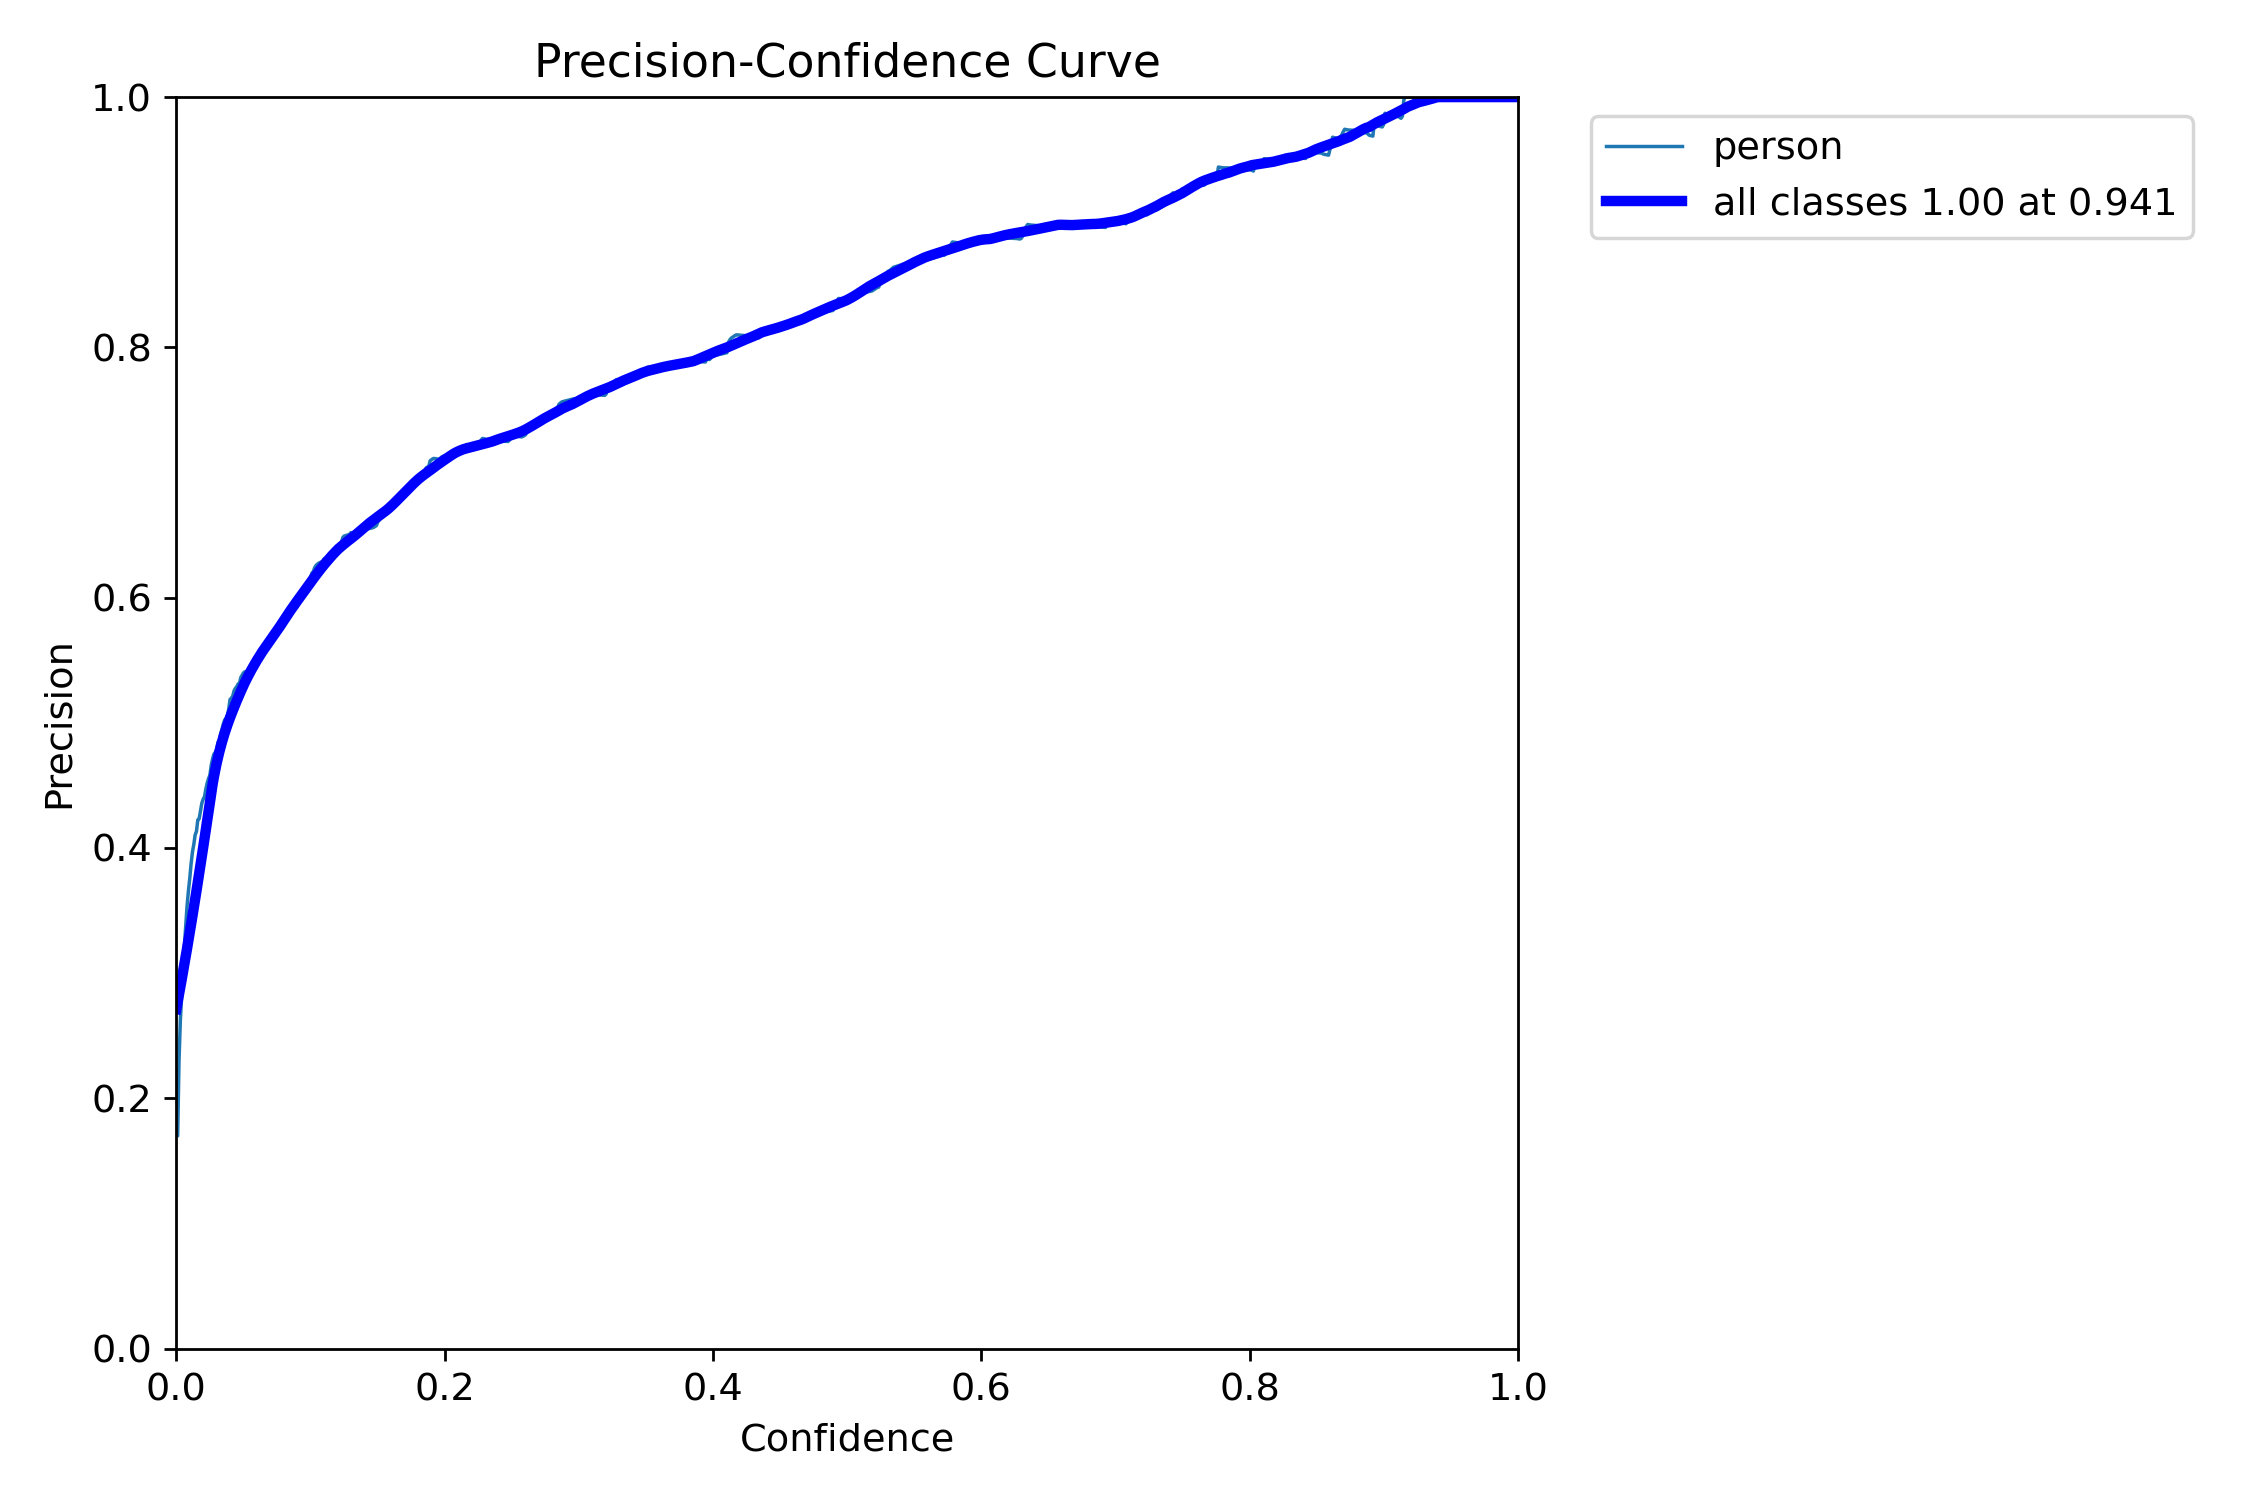 Precision-Confidence Curve
person
all classes 1.00 at 0.941
1.0
0.8
0.6
0.4
0.2
0.0
Precision
0.0 0.2 0.4 0.6 0.8 1.0
Confidence